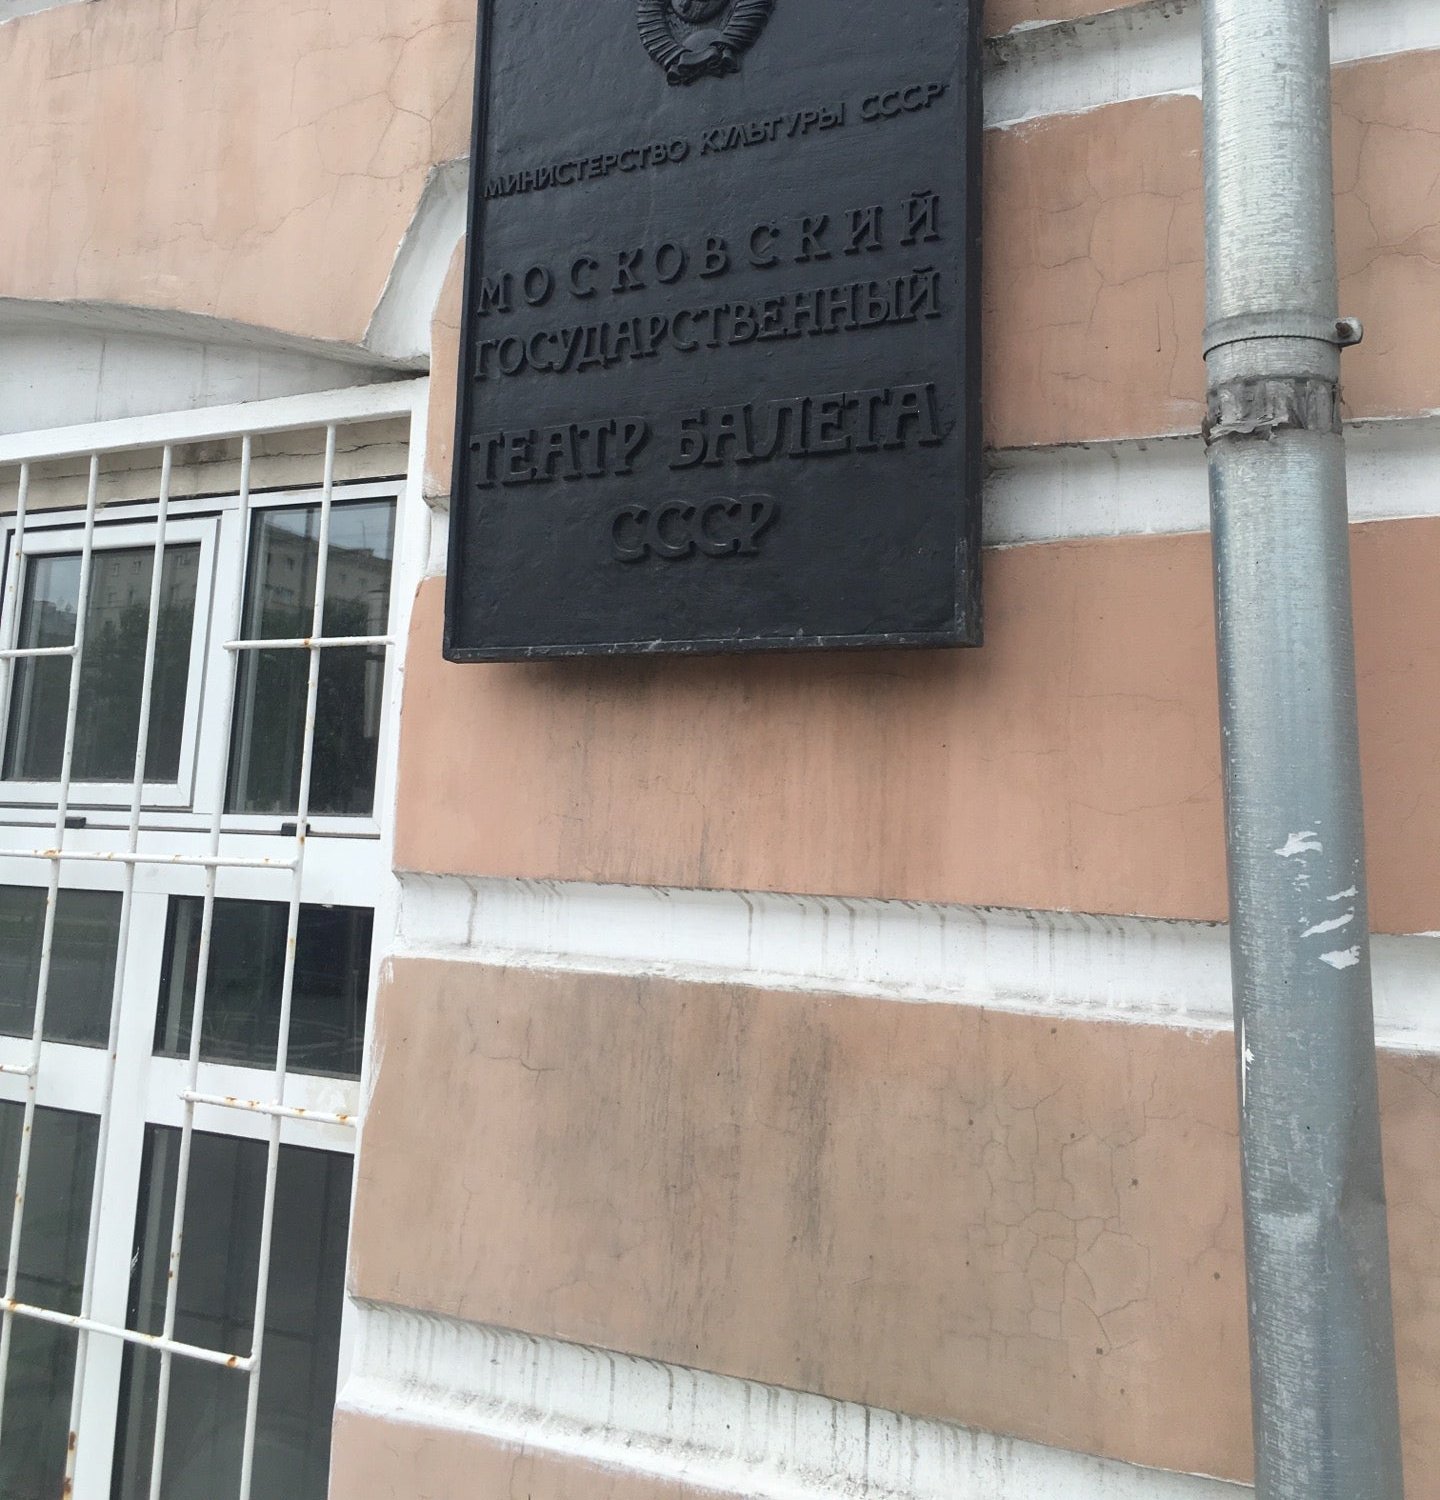 МИНИСТЕРСТВО КУЛЬТУРЫ СССР
МОСКОВСКИЙ
ГОСУДАРСТВЕННЫЙ
ТЕАТР БАЛЕТА
СССР